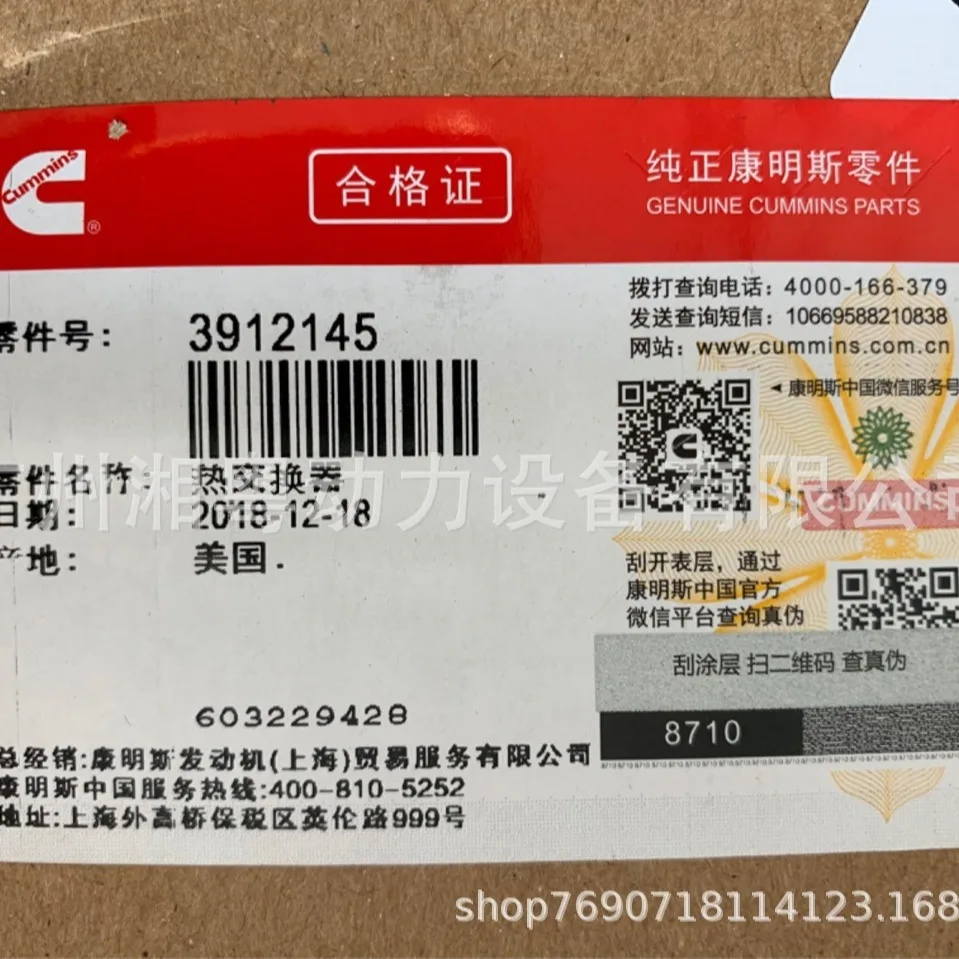 Cummins
®
合格证
纯正康明斯零件
GENUINE CUMMINS PARTS
零件号: 3912145
拨打查询电话: 4000-166-379
发送查询短信: 10669588210838
网站: www.cummins.com.cn
康明斯中国微信服务号
零件名称: 热交换器
日期: 2018-12-18
产地: 美国.
州湘粤动力设备有限公
CUMMINS
刮开表层,通过
康明斯中国官方
微信平台查询真伪
刮涂层 扫二维码 查真伪
8710
603229428
总经销:康明斯发动机(上海)贸易服务有限公司
康明斯中国服务热线:400-810-5252
地址:上海外高桥保税区英伦路999号
shop7690718114123.168